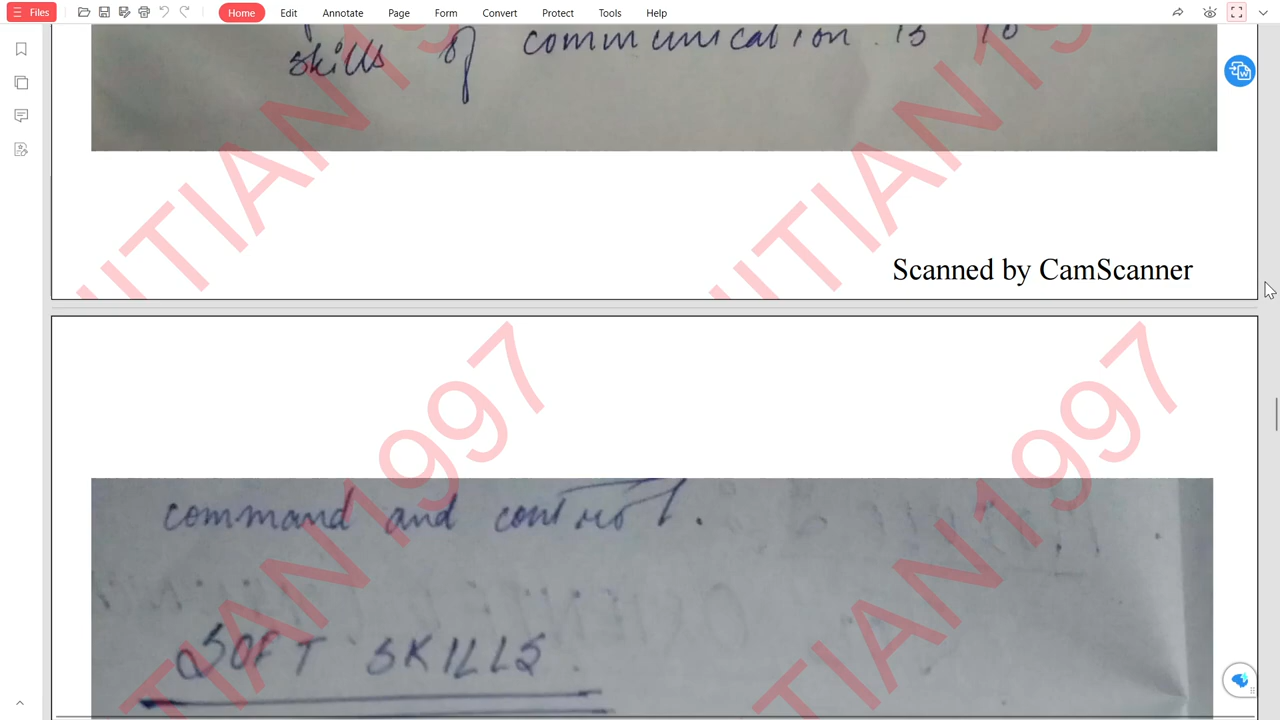 Files Home Edit Annotate Page Form Convert Protect Tools Help
skills of communication is to
Scanned by CamScanner
command and control.
SOFT SKILLS